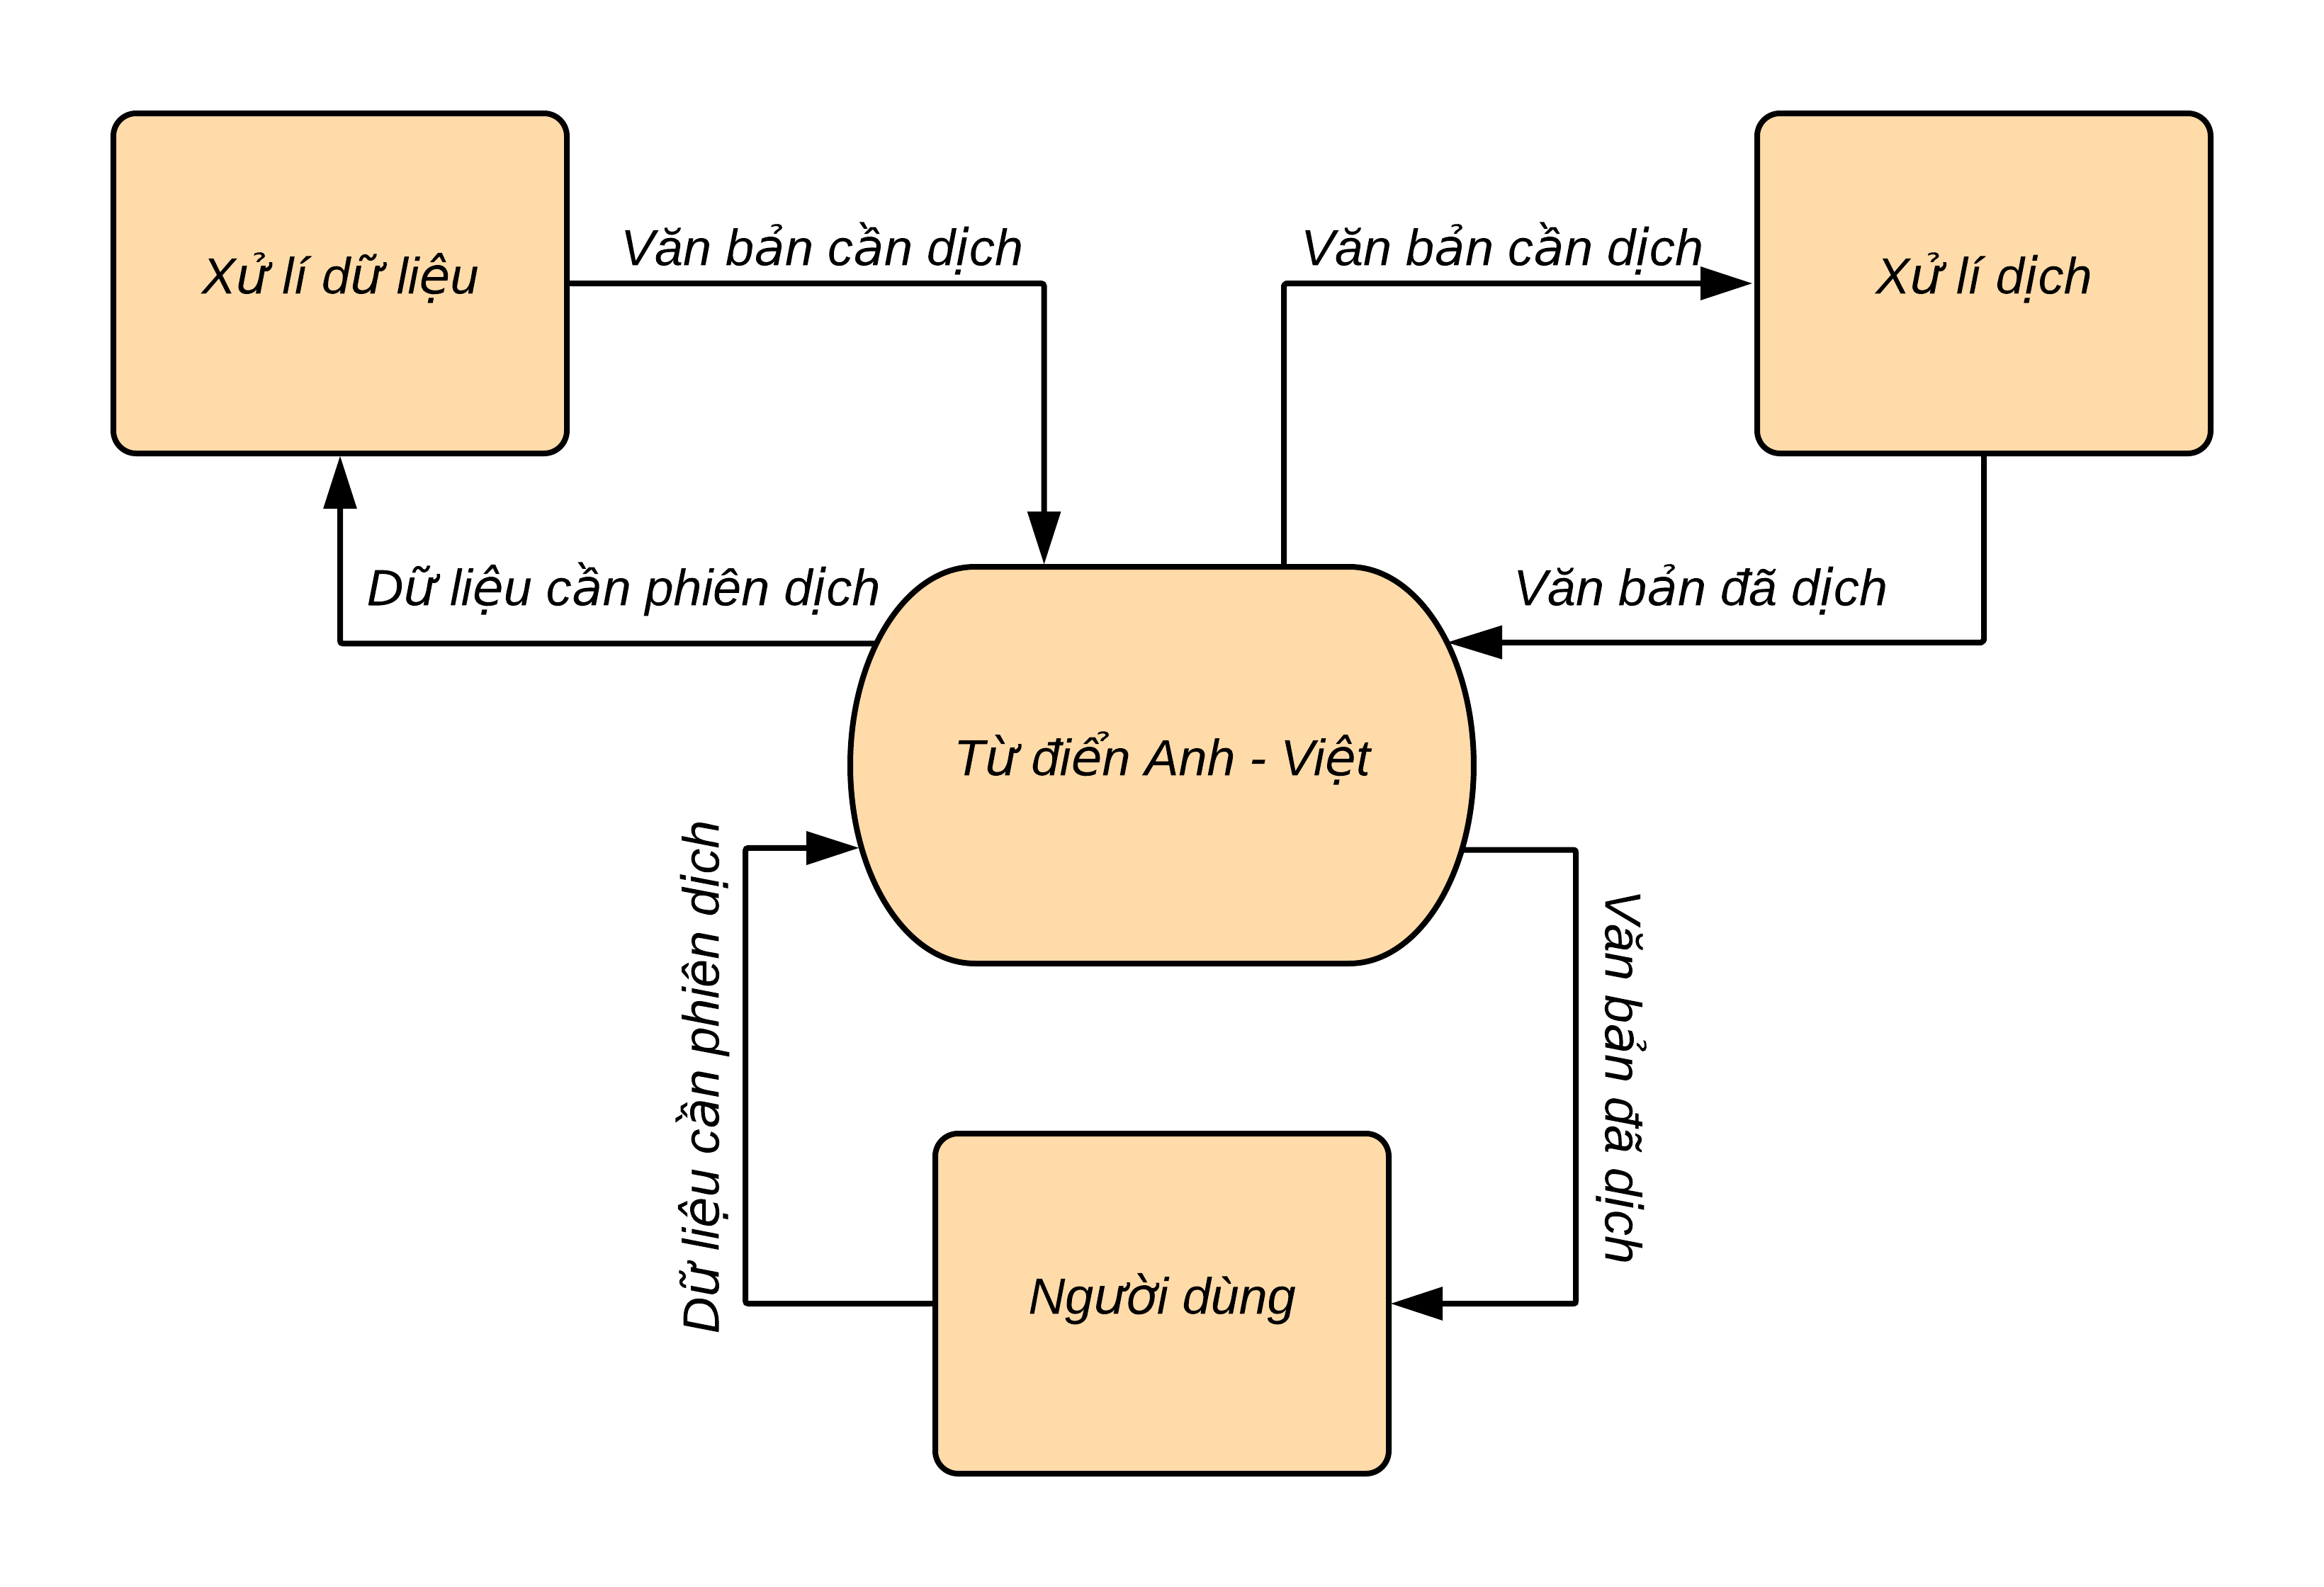 Văn bản cần dịch
Văn bản cần dịch
Xử lí dữ liệu
Xử lí dịch
Dữ liệu cần phiên dịch
Văn bản đã dịch
Từ điển Anh - Việt
Dữ liệu cần phiên dịch
Văn bản đã dịch
Người dùng